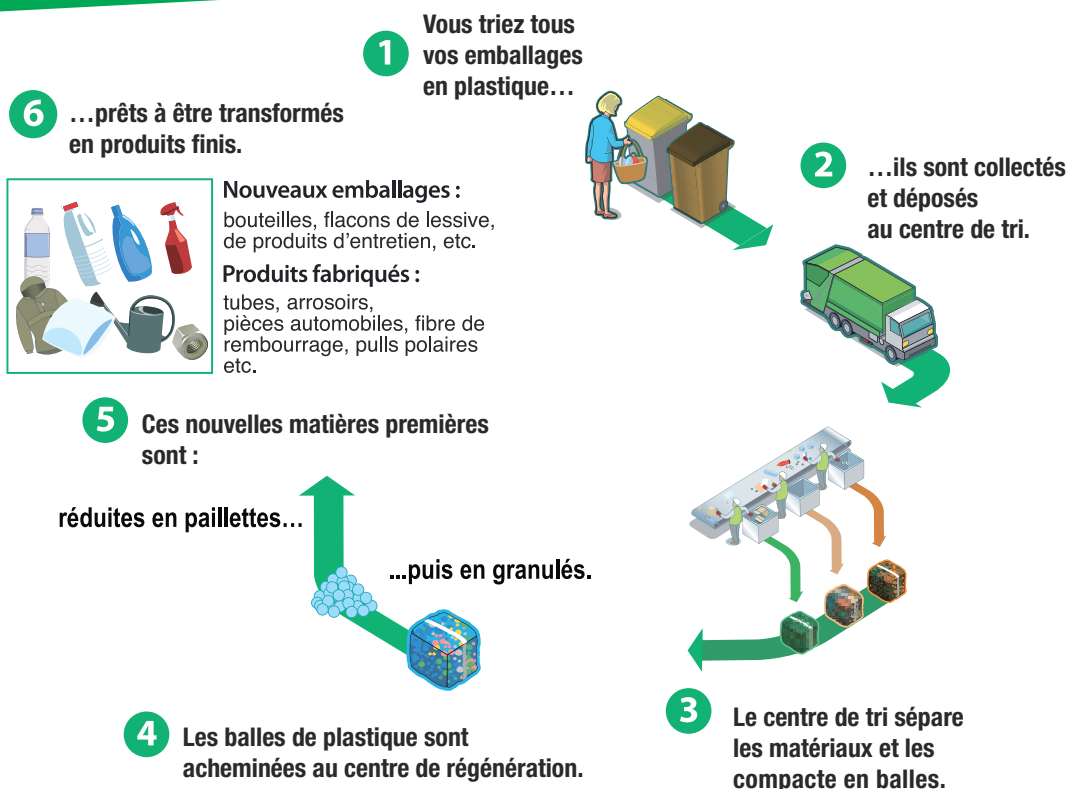 1
Vous triez tous
vos emballages
en plastique…
2
…ils sont collectés
et déposés
au centre de tri.
3
Le centre de tri sépare
les matériaux et les
compacte en balles.
4
Les balles de plastique sont
acheminées au centre de régénération.
5
Ces nouvelles matières premières
sont :
réduites en paillettes…
...puis en granulés.
6
…prêts à être transformés
en produits finis.
Nouveaux emballages :
bouteilles, flacons de lessive,
de produits d'entretien, etc.
Produits fabriqués :
tubes, arrosoirs,
pièces automobiles, fibre de
rembourrage, pulls polaires
etc.